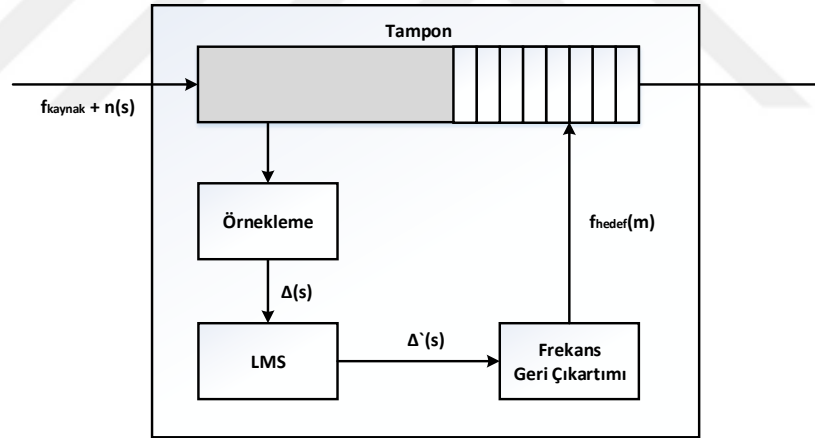 Tampon
fkaynak + n(s)
Örnekleme
fhedef(m)
Δ(s)
LMS
Δ`(s)
Frekans
Geri Çıkartımı